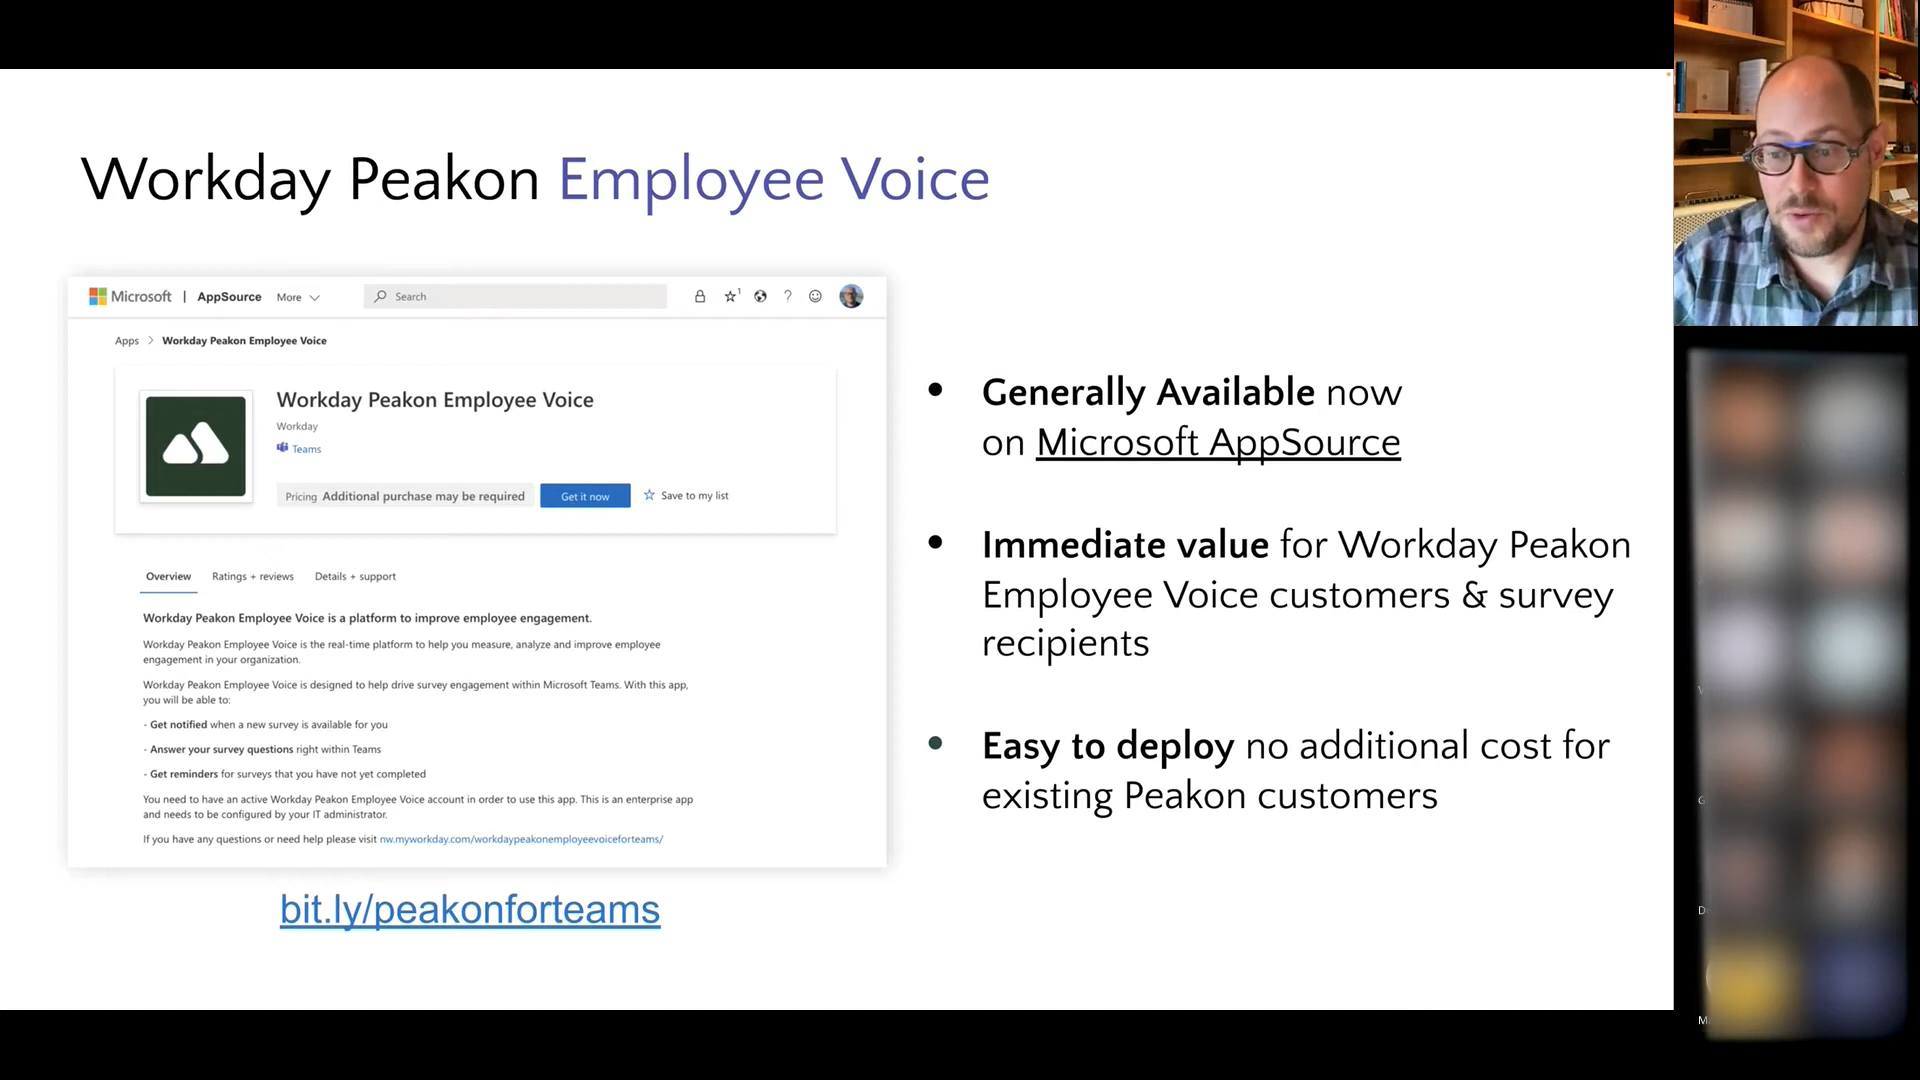 Workday Peakon Employee Voice
Microsoft | AppSource More Search 1 ?
Apps > Workday Peakon Employee Voice
Workday Peakon Employee Voice
Workday
Teams
Pricing Additional purchase may be required Get it now Save to my list
Overview Ratings + reviews Details + support
Workday Peakon Employee Voice is a platform to improve employee engagement.
Workday Peakon Employee Voice is the real-time platform to help you measure, analyze and improve employee
engagement in your organization.
Workday Peakon Employee Voice is designed to help drive survey engagement within Microsoft Teams. With this app,
you will be able to:
- Get notified when a new survey is available for you
- Answer your survey questions right within Teams
- Get reminders for surveys that you have not yet completed
You need to have an active Workday Peakon Employee Voice account in order to use this app. This is an enterprise app
and needs to be configured by your IT administrator.
If you have any questions or need help please visit nw.myworkday.com/workdaypeakonemployeevoiceforteams/
bit.ly/peakonforteams
• Generally Available now
on Microsoft AppSource
• Immediate value for Workday Peakon
Employee Voice customers & survey
recipients
• Easy to deploy no additional cost for
existing Peakon customers